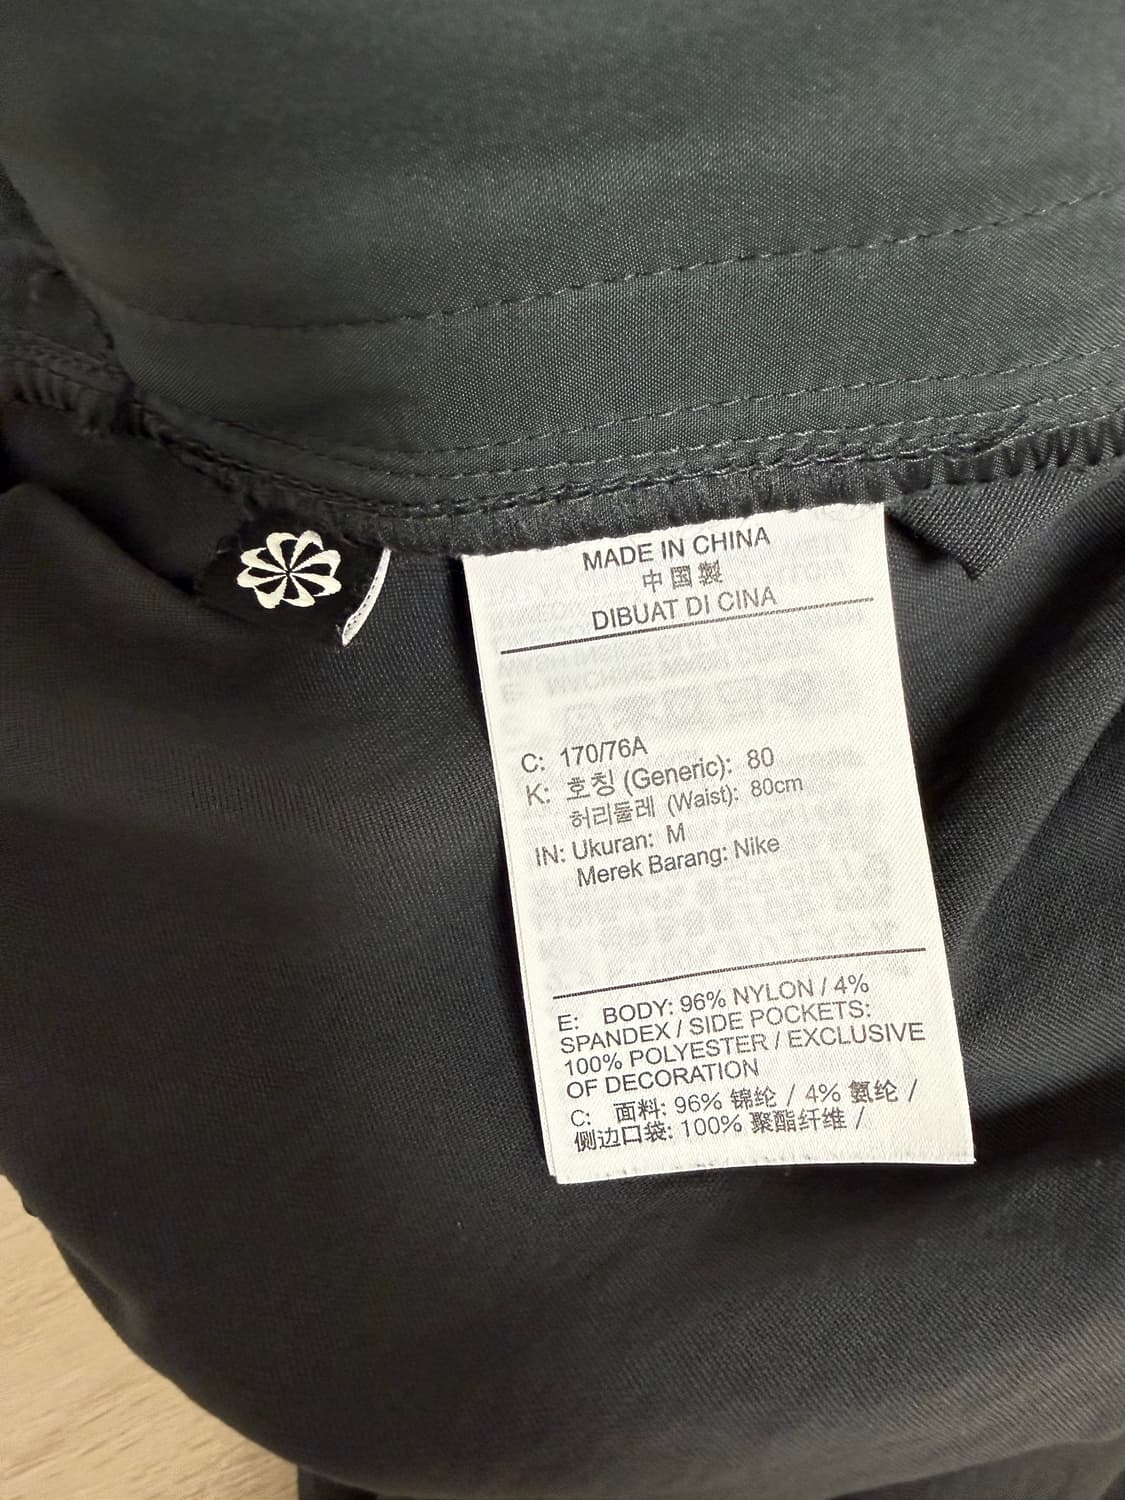 MADE IN CHINA
中国製
DIBUAT DI CINA
C: 170/76A
K: 호칭 (Generic): 80
허리둘레 (Waist): 80cm
IN: Ukuran: M
Merek Barang: Nike
E: BODY: 96% NYLON / 4%
SPANDEX / SIDE POCKETS:
100% POLYESTER / EXCLUSIVE
OF DECORATION
C: 面料: 96% 锦纶 / 4% 氨纶 /
侧边口袋: 100% 聚酯纤维 /